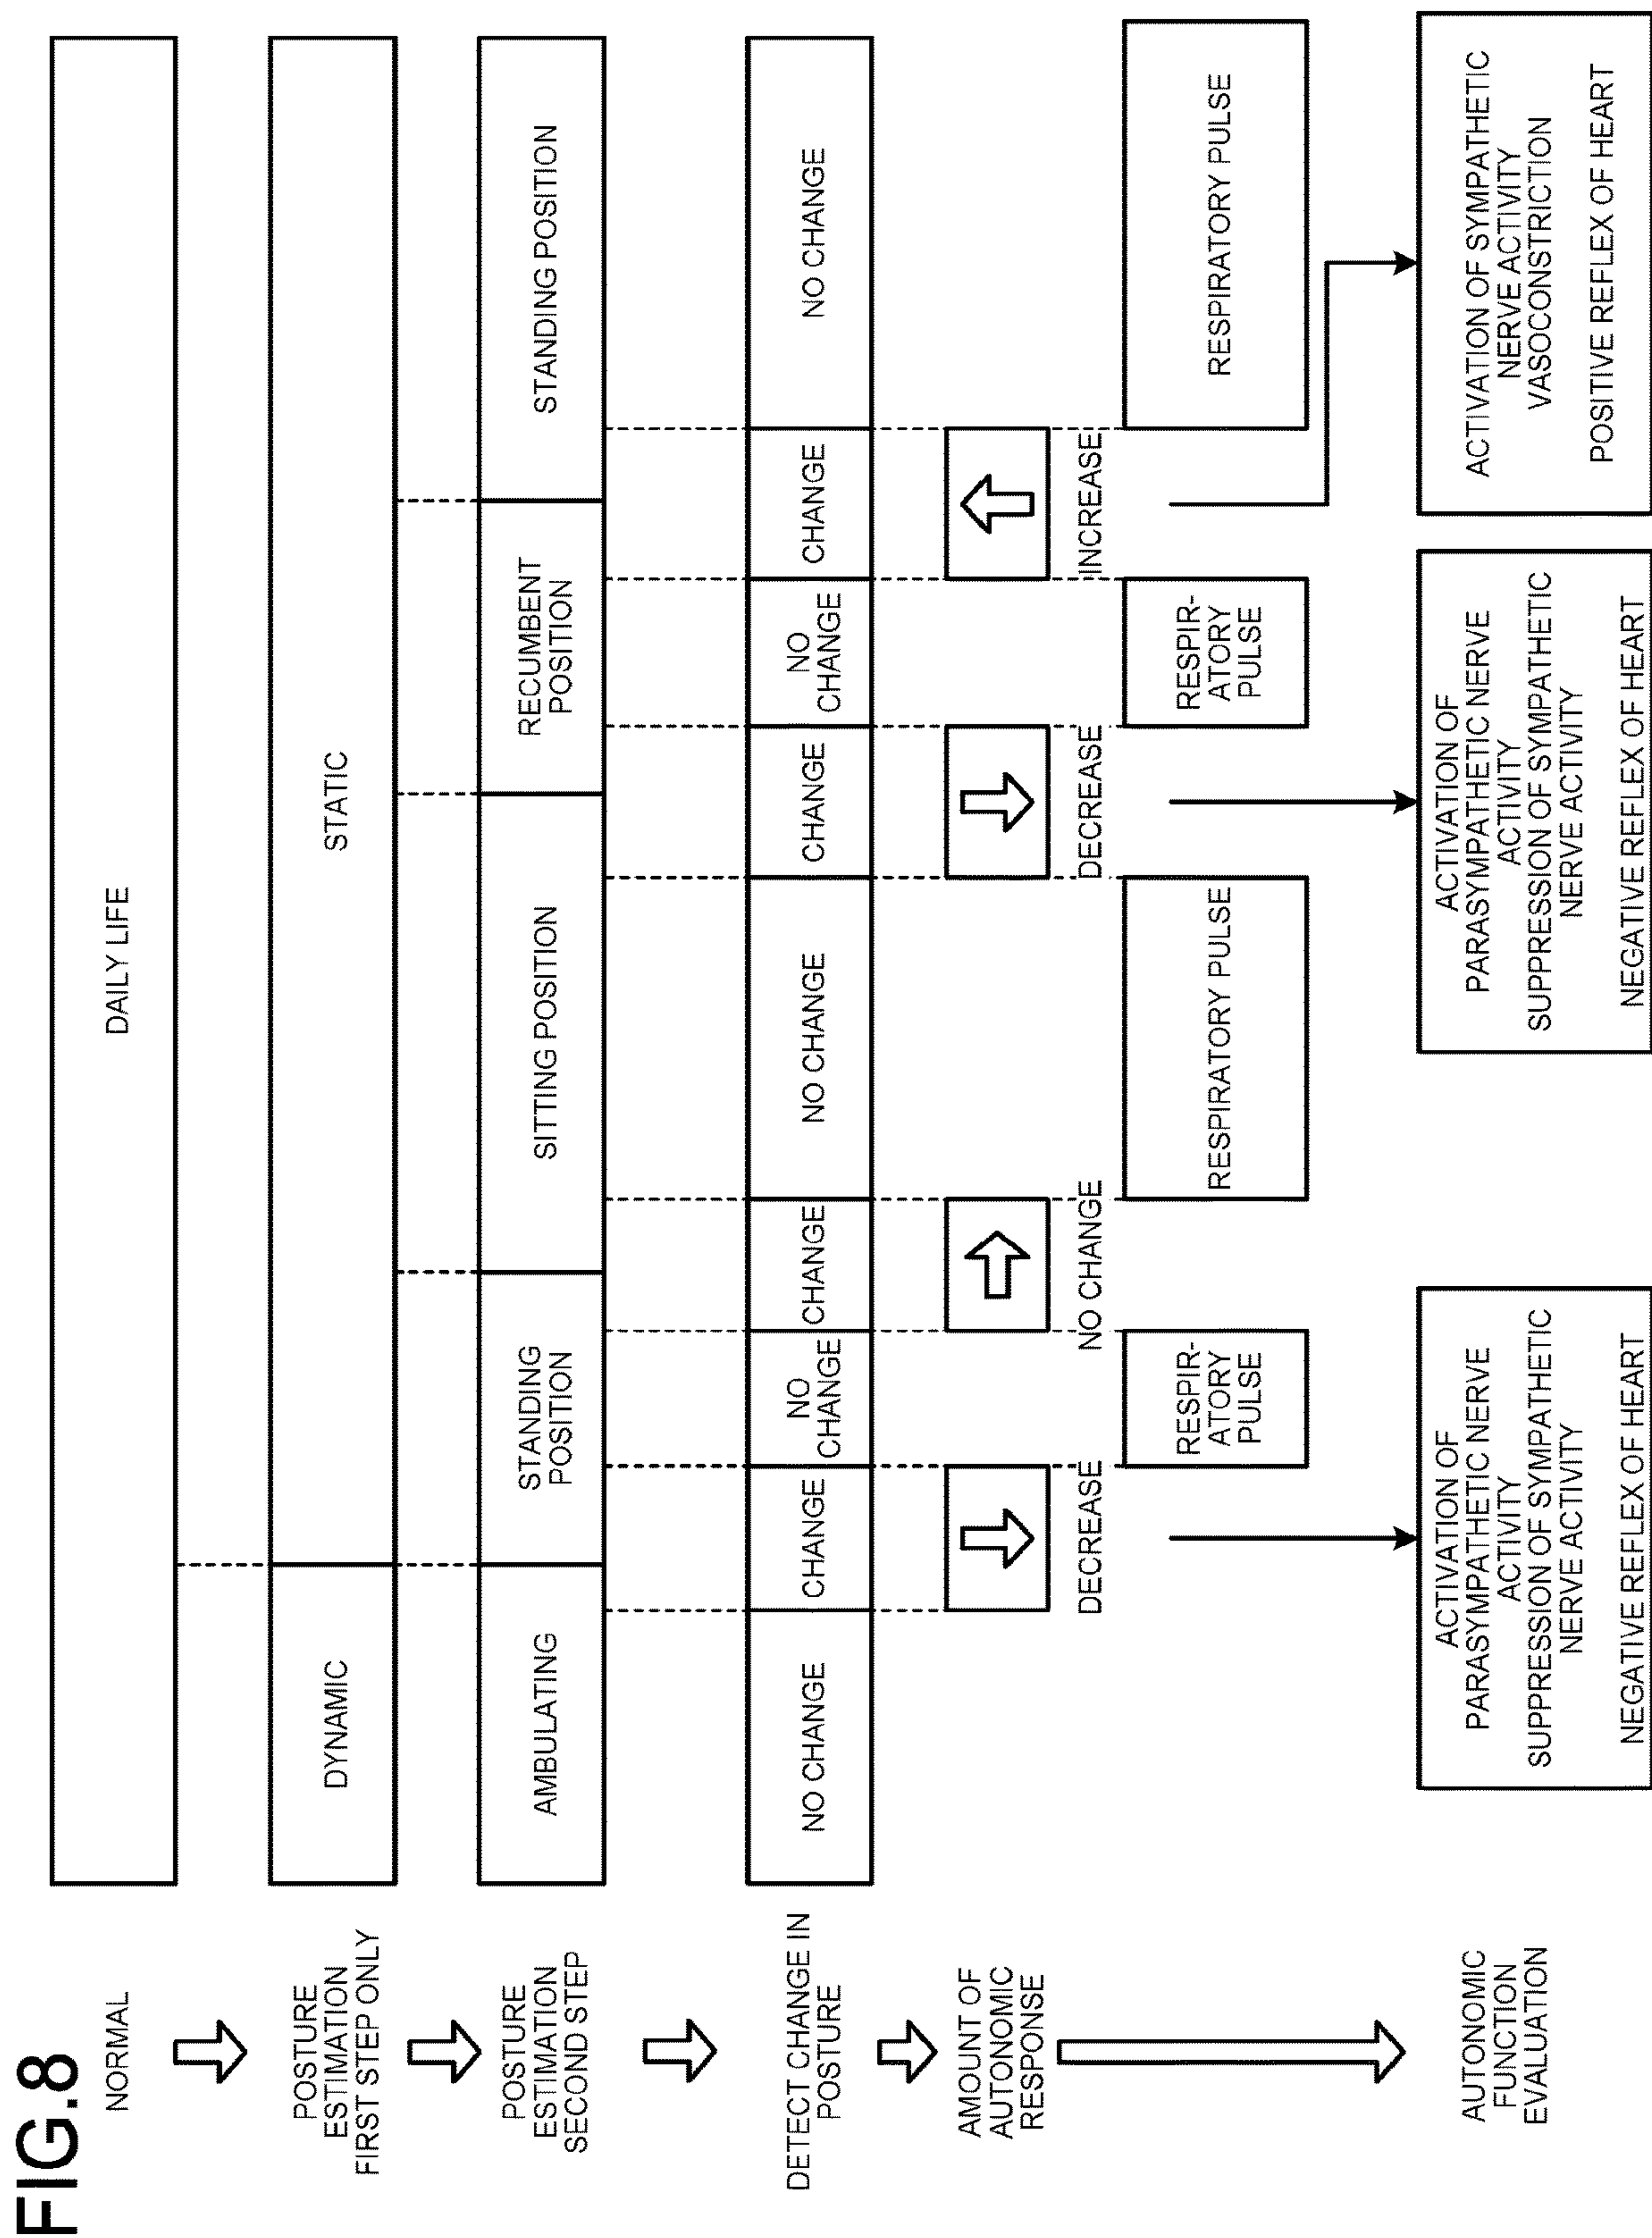 FIG.8
NORMAL
DAILY LIFE
POSTURE
ESTIMATION
FIRST STEP ONLY
DYNAMIC
STATIC
POSTURE
ESTIMATION
SECOND STEP
AMBULATING
STANDING
POSITION
SITTING POSITION
RECUMBENT
POSITION
STANDING POSITION
DETECT CHANGE IN
POSTURE
NO CHANGE
CHANGE
NO
CHANGE
CHANGE
NO CHANGE
CHANGE
NO
CHANGE
CHANGE
NO CHANGE
AMOUNT OF
AUTONOMIC
RESPONSE
DECREASE
NO CHANGE
DECREASE
INCREASE
RESPIR-
ATORY
PULSE
RESPIRATORY PULSE
RESPIR-
ATORY
PULSE
RESPIRATORY PULSE
AUTONOMIC
FUNCTION
EVALUATION
ACTIVATION OF
PARASYMPATHETIC NERVE
ACTIVITY
SUPPRESSION OF SYMPATHETIC
NERVE ACTIVITY
NEGATIVE REFLEX OF HEART
ACTIVATION OF
PARASYMPATHETIC NERVE
ACTIVITY
SUPPRESSION OF SYMPATHETIC
NERVE ACTIVITY
NEGATIVE REFLEX OF HEART
ACTIVATION OF SYMPATHETIC
NERVE ACTIVITY
VASOCONSTRICTION
POSITIVE REFLEX OF HEART